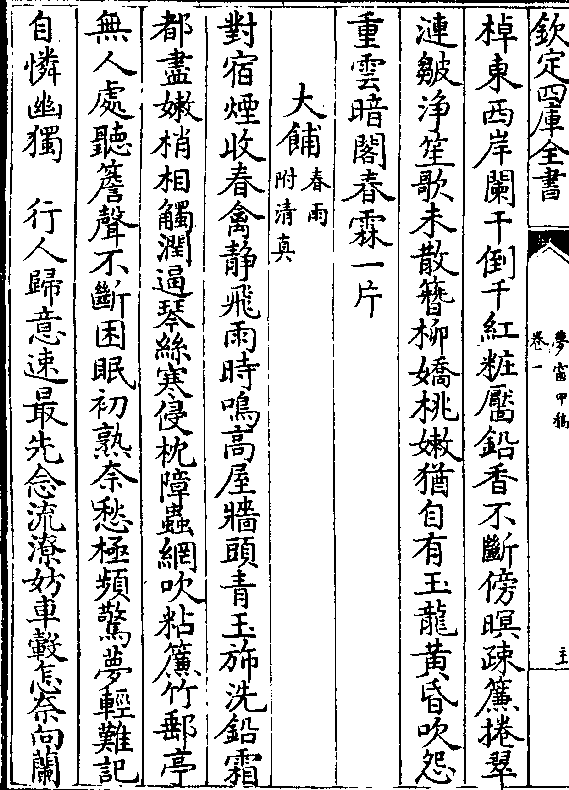 欽定四庫全書
夢窗甲稿
卷一
主
棹東西岸闌干倒千紅粧靨鉛香不斷傍暝疎簾捲翠
漣皺淨笙歌未散簪柳嬌桃嫩猶自有玉龍黃昏吹怨
重雲暗閣春霖一片
大餔春雨
附清真
對宿煙收春禽静飛雨時鳴高屋牆頭青玉斾洗鉛霜
都盡嫩梢相觸潤逼琴絲寒侵枕障蟲網吹粘簾竹郵亭
無人處聽簷聲不斷困眠初熟奈愁極頻驚夢輕難記
自憐幽獨　行人歸意速最先念流潦妨車轂怎奈向蘭